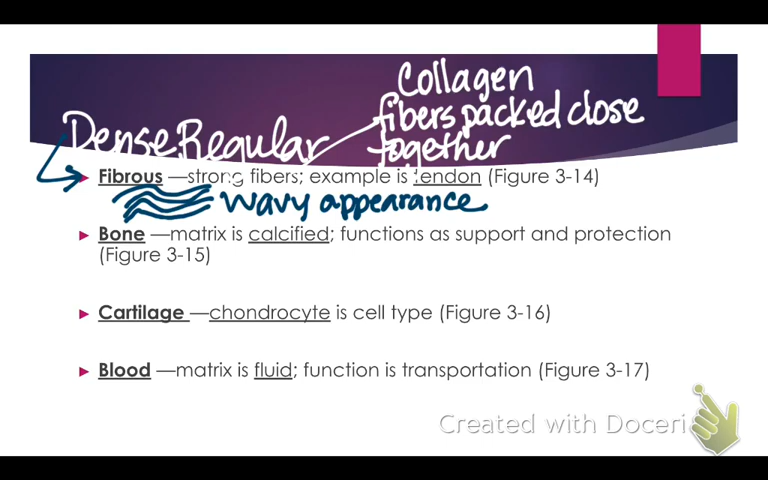 Collagen
fibers packed close
together
Dense Regular
► Fibrous —strong fibers; example is tendon (Figure 3-14)
wavy appearance
► Bone —matrix is calcified; functions as support and protection
(Figure 3-15)
► Cartilage —chondrocyte is cell type (Figure 3-16)
► Blood —matrix is fluid; function is transportation (Figure 3-17)
Created with Doceri